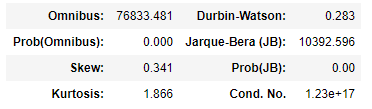 Omnibus: 76833.481 Durbin-Watson: 0.283
Prob(Omnibus): 0.000 Jarque-Bera (JB): 10392.596
Skew: 0.341 Prob(JB): 0.00
Kurtosis: 1.866 Cond. No. 1.23e+17